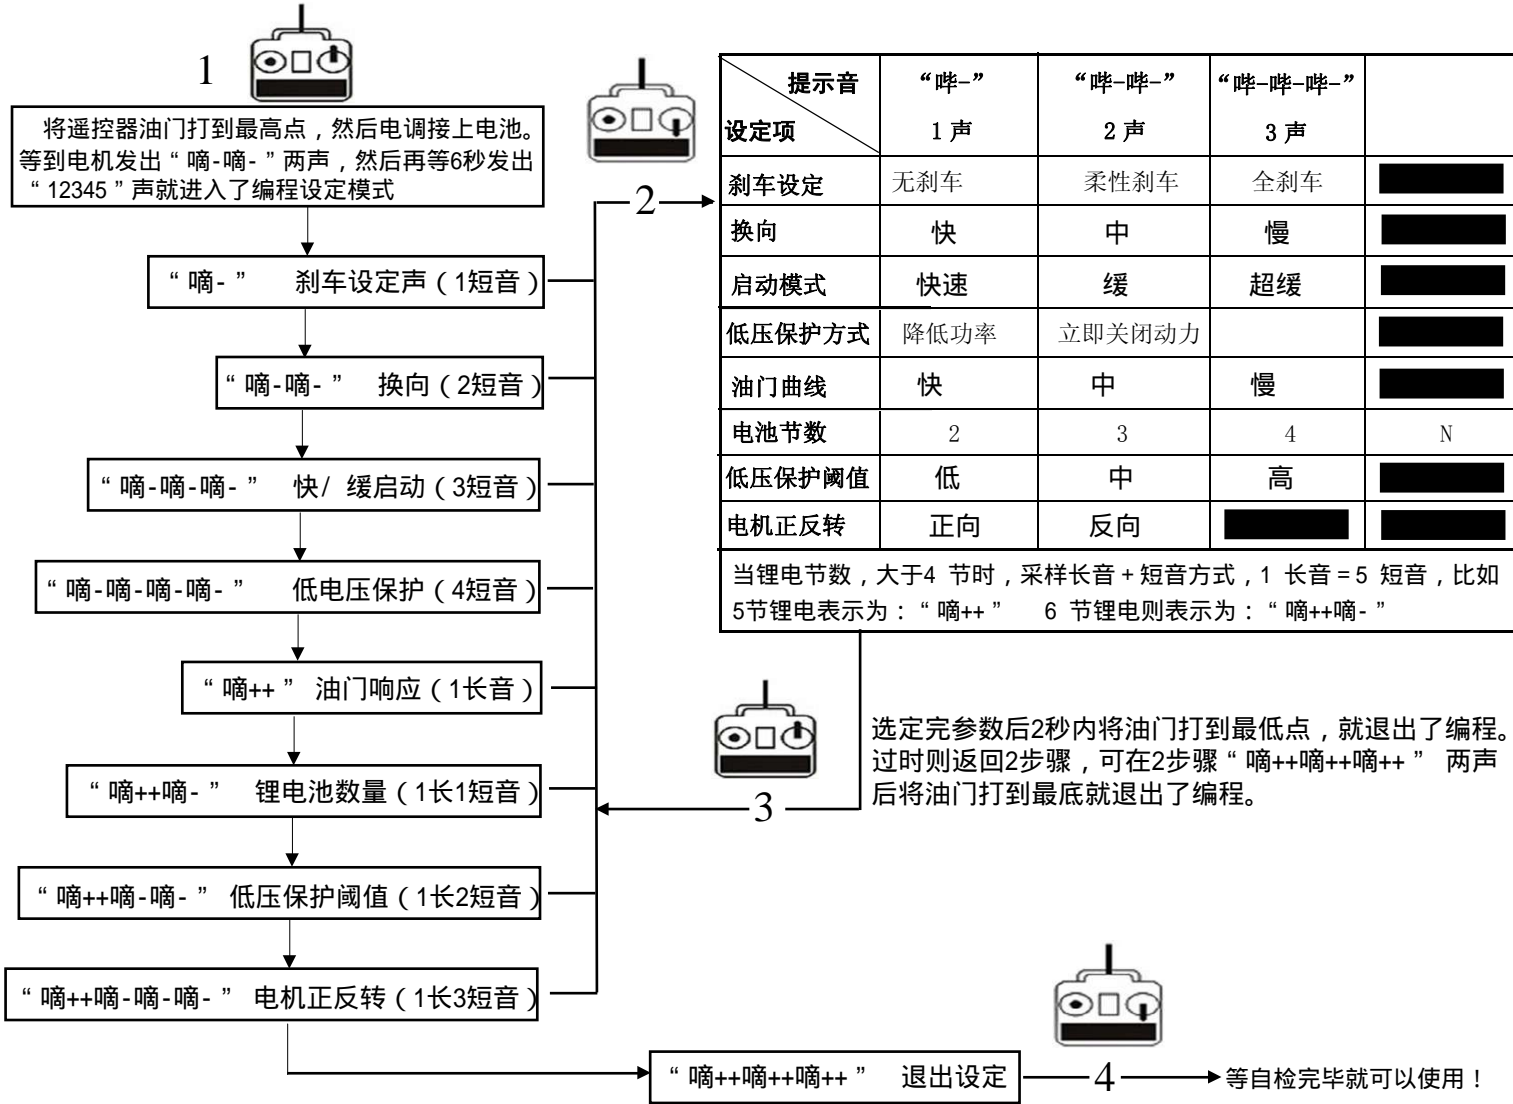 1
将遥控器油门打到最高点，然后电调接上电池。
等到电机发出“嘀-嘀-”两声，然后再等6秒发出
“12345”声就进入了编程设定模式
“嘀-” 刹车设定声（1短音）
“嘀-嘀-” 换向（2短音）
“嘀-嘀-嘀-” 快/ 缓启动（3短音）
“嘀-嘀-嘀-嘀-” 低电压保护（4短音）
“嘀++” 油门响应（1长音）
“嘀++嘀-” 锂电池数量（1长1短音）
“嘀++嘀-嘀-” 低压保护阈值（1长2短音）
“嘀++嘀-嘀-嘀-” 电机正反转（1长3短音）
2
提示音 “哔-” “哔-哔-” “哔-哔-哔-”
设定项 1声 2声 3声
刹车设定 无刹车 柔性刹车 全刹车
换向 快 中 慢
启动模式 快速 缓 超缓
低压保护方式 降低功率 立即关闭动力
油门曲线 快 中 慢
电池节数 2 3 4 N
低压保护阈值 低 中 高
电机正反转 正向 反向
当锂电节数，大于4 节时，采样长音+短音方式，1 长音=5 短音，比如
5节锂电表示为：“嘀++” 6 节锂电则表示为：“嘀++嘀-”
3
选定完参数后2秒内将油门打到最低点，就退出了编程。
过时则返回2步骤，可在2步骤“嘀++嘀++嘀++” 两声
后将油门打到最底就退出了编程。
“嘀++嘀++嘀++” 退出设定
4
等自检完毕就可以使用！